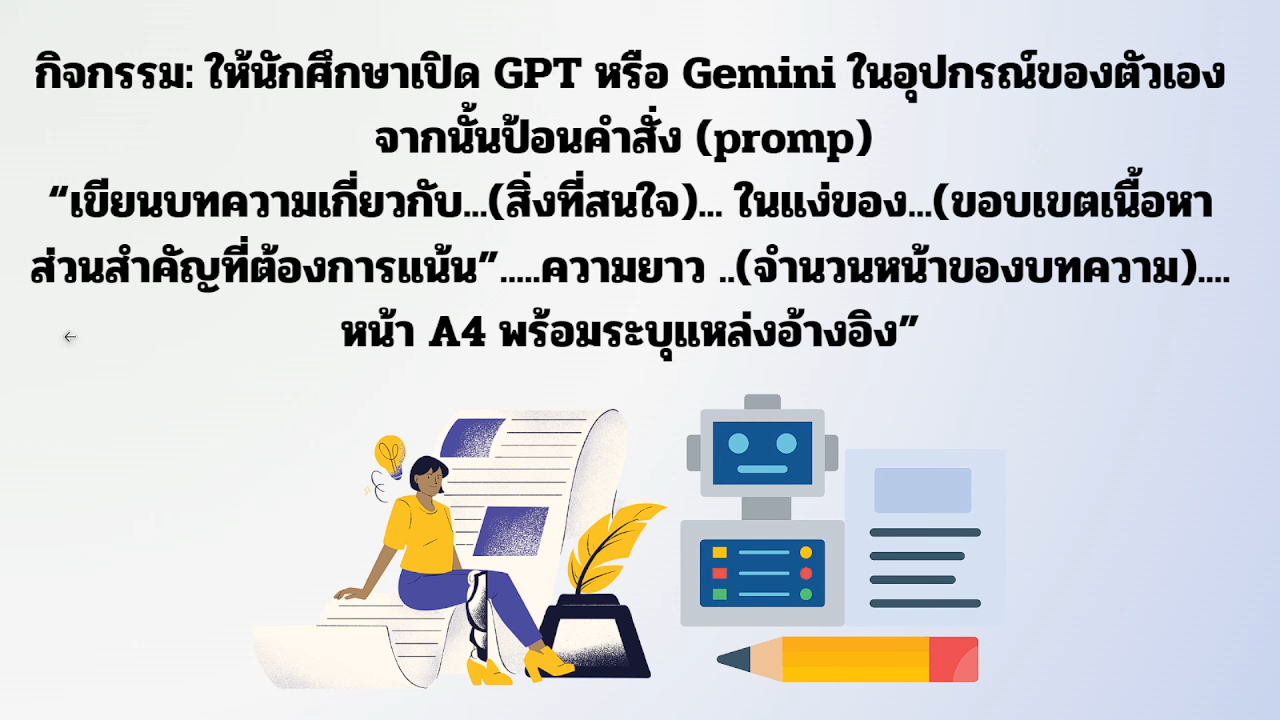 กิจกรรม: ให้นักศึกษาเปิด GPT หรือ Gemini ในอุปกรณ์ของตัวเอง
จากนั้นป้อนคำสั่ง (promp)
“เขียนบทความเกี่ยวกับ...(สิ่งที่สนใจ)... ในแง่ของ...(ขอบเขตเนื้อหา
ส่วนสำคัญที่ต้องการแน้น”.....ความยาว ..(จำนวนหน้าของบทความ)....
หน้า A4 พร้อมระบุแหล่งอ้างอิง”